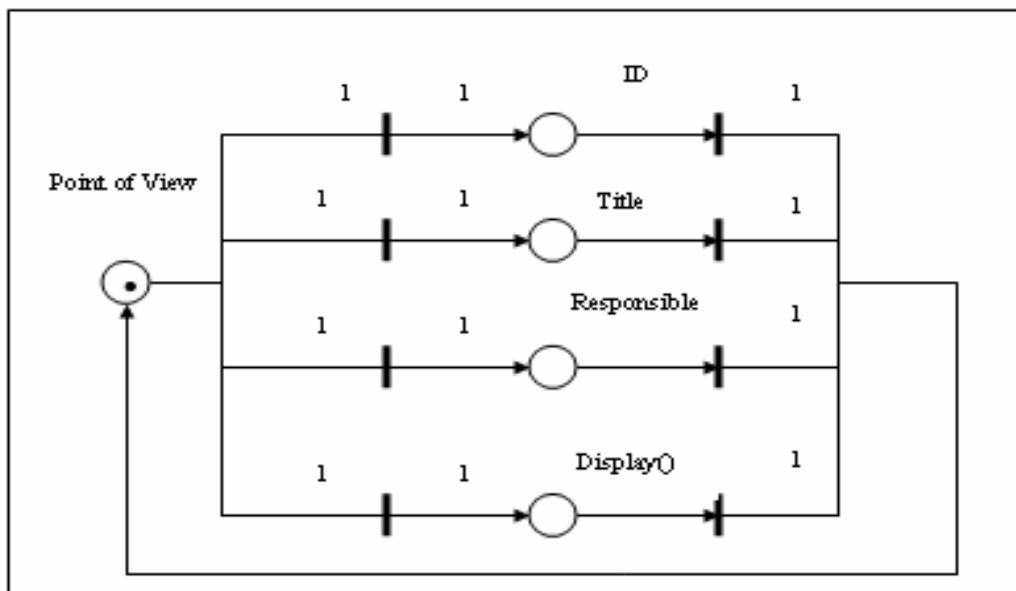 ID
1 1 1
Point of View
Title
1 1 1
Responsible
1 1 1
Display()
1 1 1